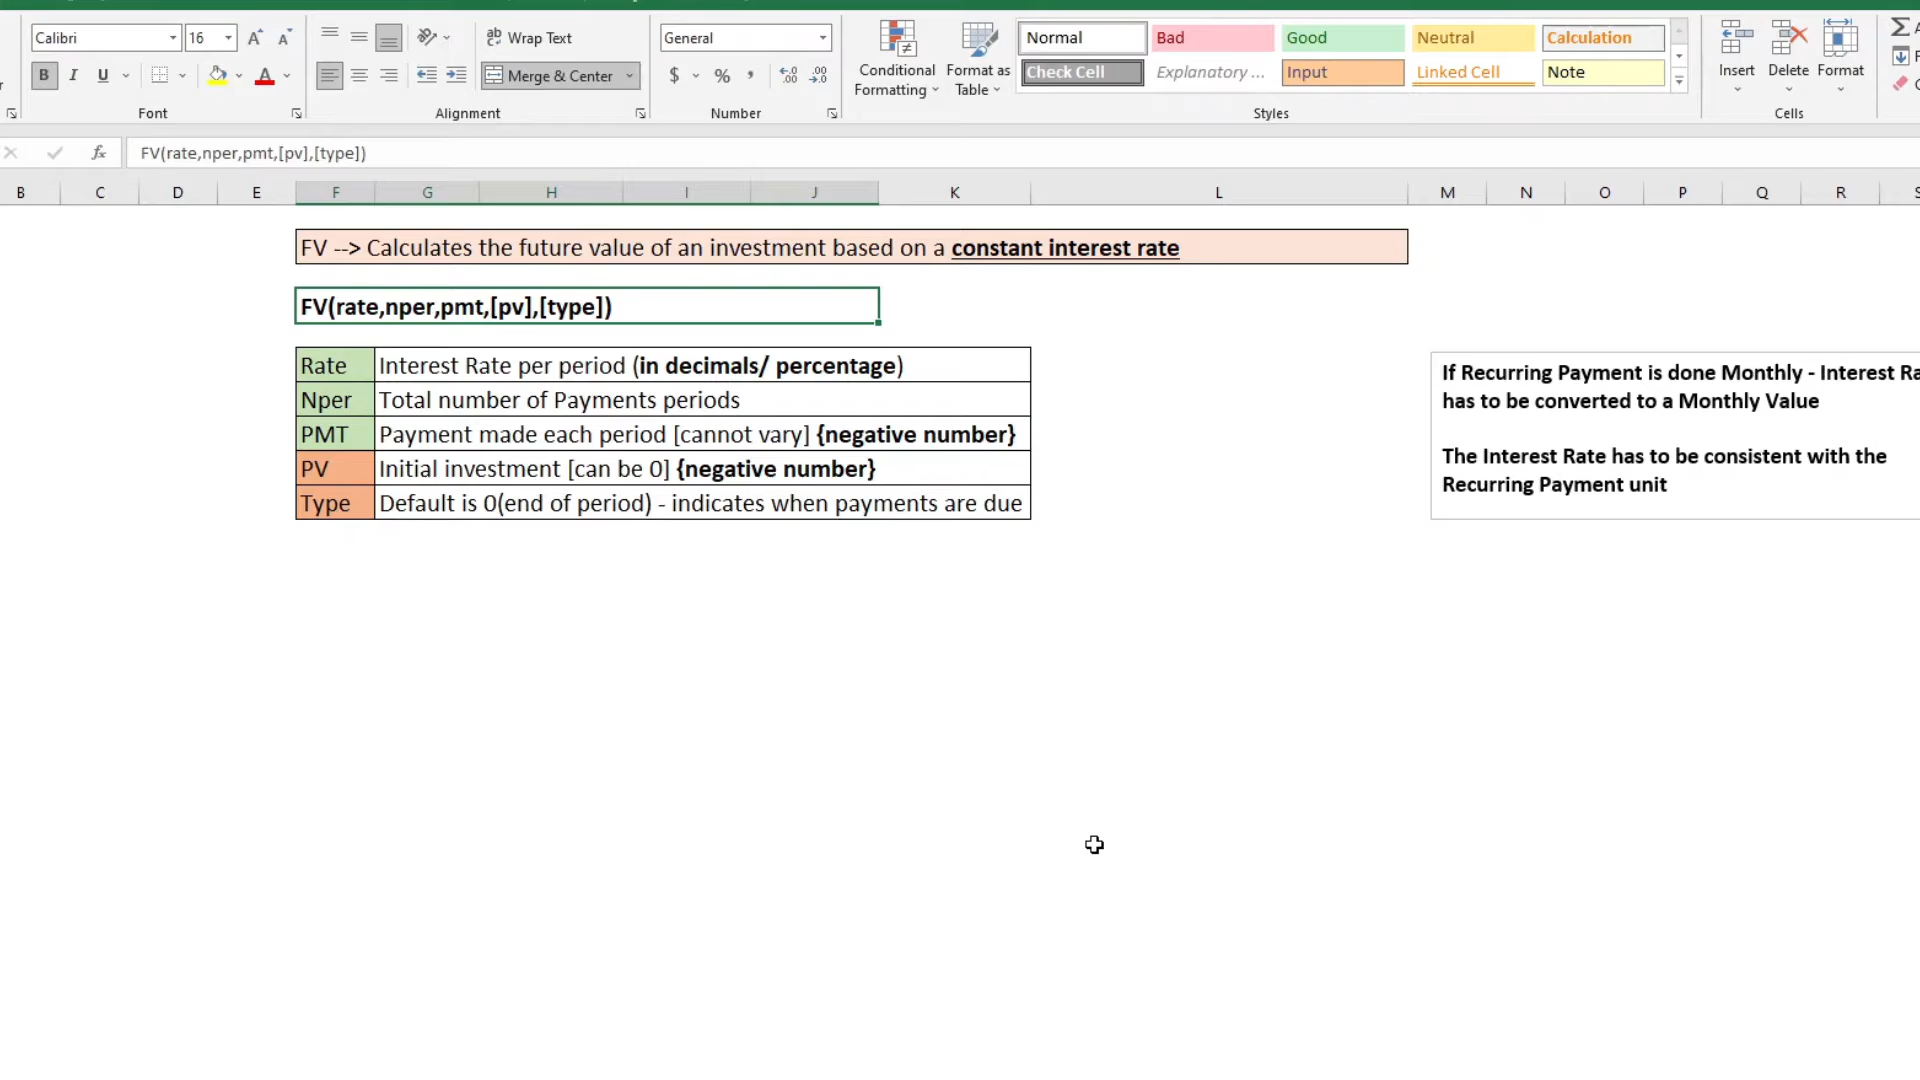 Calibri 16 Wrap Text General Normal Bad Good Neutral Calculation
B I U Merge & Center $ % Conditional Formatting Format as Table Check Cell Explanatory ... Input Linked Cell Note Insert Delete Format
Font Alignment Number Styles Cells
fx FV(rate,nper,pmt,[pv],[type])
B C D E F G H I J K L M N O P Q R
FV --> Calculates the future value of an investment based on a constant interest rate
FV(rate,nper,pmt,[pv],[type])
Rate Interest Rate per period (in decimals/ percentage)
Nper Total number of Payments periods
PMT Payment made each period [cannot vary] {negative number}
PV Initial investment [can be 0] {negative number}
Type Default is 0(end of period) - indicates when payments are due
If Recurring Payment is done Monthly - Interest
has to be converted to a Monthly Value
The Interest Rate has to be consistent with the
Recurring Payment unit